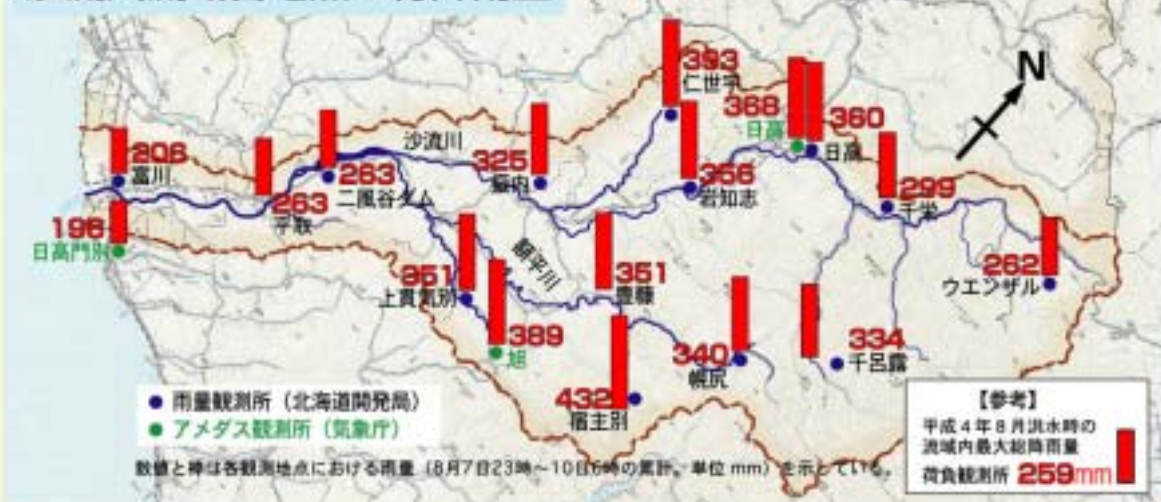 N
393
仁世宇
368
日高
360
日高
沙流川
206
富川
263
二風谷ダム
325
356
岩知志
299
千栄
263
平取
196
日高門別
額平川
351
上貫気別
351
豊糠
262
ウエンザル
389
旭
340
幌尻
334
千呂露
432
宿主別
雨量観測所（北海道開発局）
アメダス観測所（気象庁）
数値と棒は各観測地点における雨量（8月7日23時～10日6時の累計。単位 mm）を示している。
【参考】
平成4年8月洪水時の
流域内最大総降雨量
荷負観測所 259mm